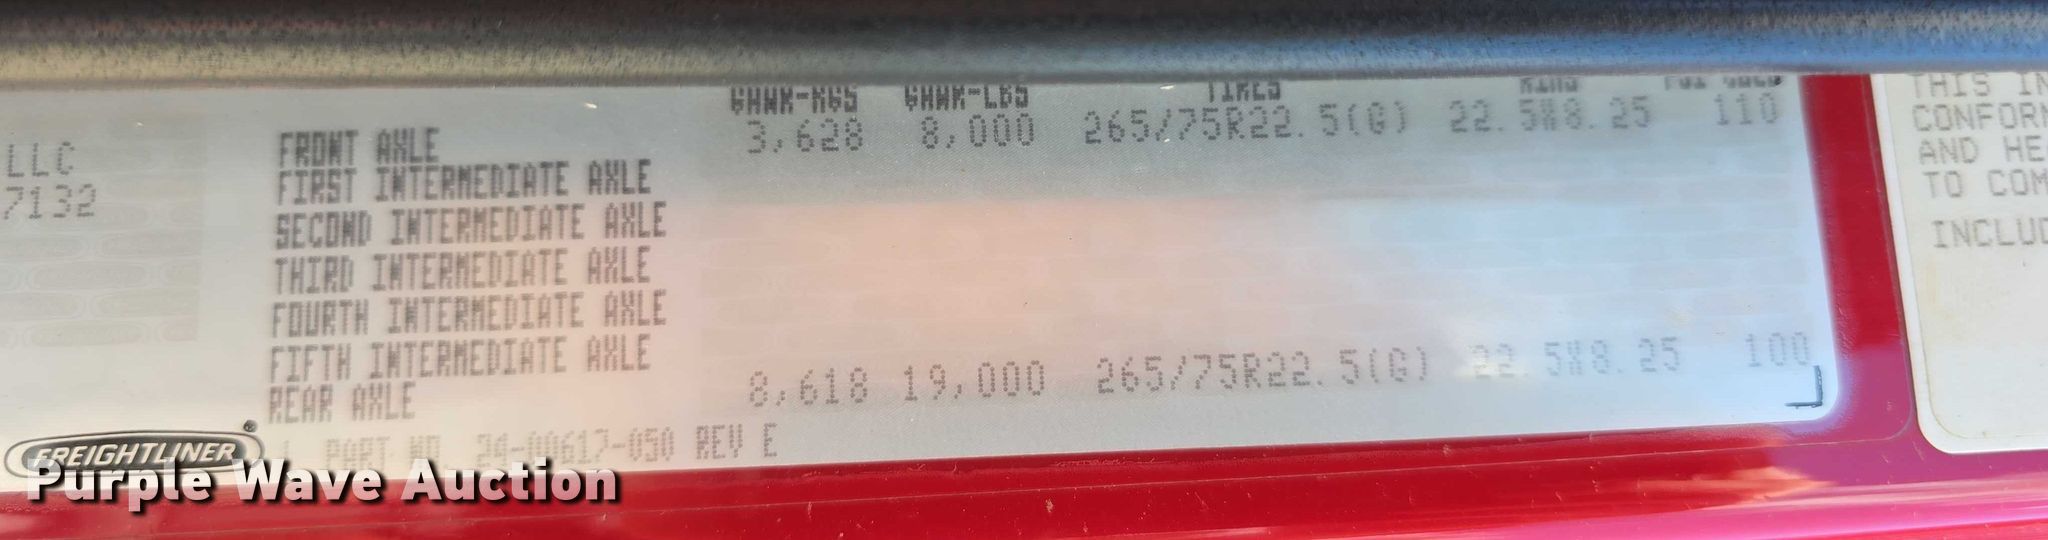 GAWR-KGS GAWR-LBS TIRES RIMS PSI COLD
FRONT AXLE 3,628 8,000 265/75R22.5(G) 22.5X8.25 110
FIRST INTERMEDIATE AXLE
SECOND INTERMEDIATE AXLE
THIRD INTERMEDIATE AXLE
FOURTH INTERMEDIATE AXLE
FIFTH INTERMEDIATE AXLE
REAR AXLE 8,618 19,000 265/75R22.5(G) 22.5X8.25 100
PART NO. 24-00617-050 REV E
LLC
7132
FREIGHTLINER®
Purple Wave Auction
THIS IN
CONFORM
AND HEA
TO COM
INCLUD